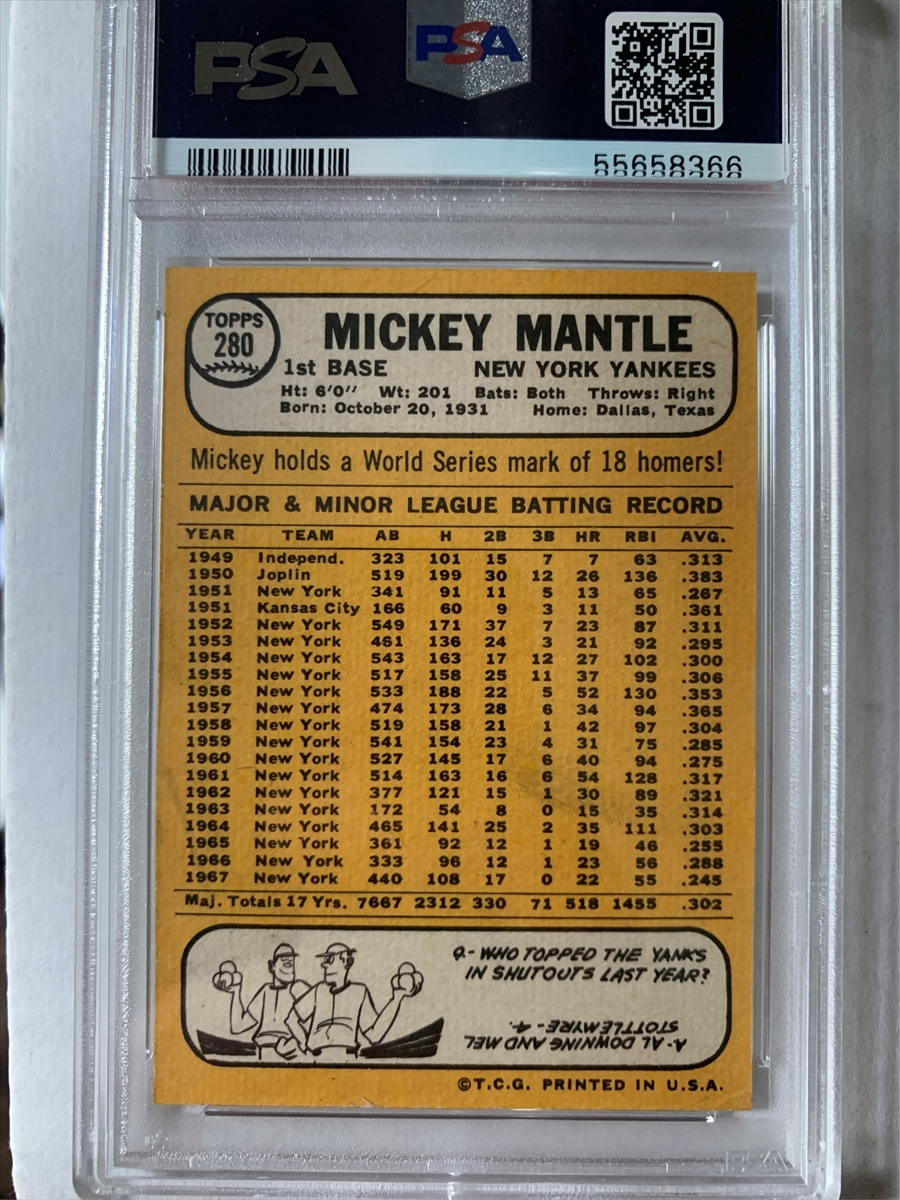 PSA PSA
55658366
TOPPS
280
MICKEY MANTLE
1st BASE NEW YORK YANKEES
Ht: 6'0" Wt: 201 Bats: Both Throws: Right
Born: October 20, 1931 Home: Dallas, Texas
Mickey holds a World Series mark of 18 homers!
MAJOR & MINOR LEAGUE BATTING RECORD
YEAR TEAM AB H 2B 3B HR RBI AVG.
1949 Independ. 323 101 15 7 7 63 .313
1950 Joplin 519 199 30 12 26 136 .383
1951 New York 341 91 11 5 13 65 .267
1951 Kansas City 166 60 9 3 11 50 .361
1952 New York 549 171 37 7 23 87 .311
1953 New York 461 136 24 3 21 92 .295
1954 New York 543 163 17 12 27 102 .300
1955 New York 517 158 25 11 37 99 .306
1956 New York 533 188 22 5 52 130 .353
1957 New York 474 173 28 6 34 94 .365
1958 New York 519 158 21 1 42 97 .304
1959 New York 541 154 23 4 31 75 .285
1960 New York 527 145 17 6 40 94 .275
1961 New York 514 163 16 6 54 128 .317
1962 New York 377 121 15 1 30 89 .321
1963 New York 172 54 8 0 15 35 .314
1964 New York 465 141 25 2 35 111 .303
1965 New York 361 92 12 1 19 46 .255
1966 New York 333 96 12 1 23 56 .288
1967 New York 440 108 17 0 22 55 .245
Maj. Totals 17 Yrs. 7667 2312 330 71 518 1455 .302
Q.- WHO TOPPED THE YANKS
IN SHUTOUTS LAST YEAR?
A- AL DOWNING AND MEL
STOTTLEMYRE - 4.
©T.C.G. PRINTED IN U.S.A.
PSA